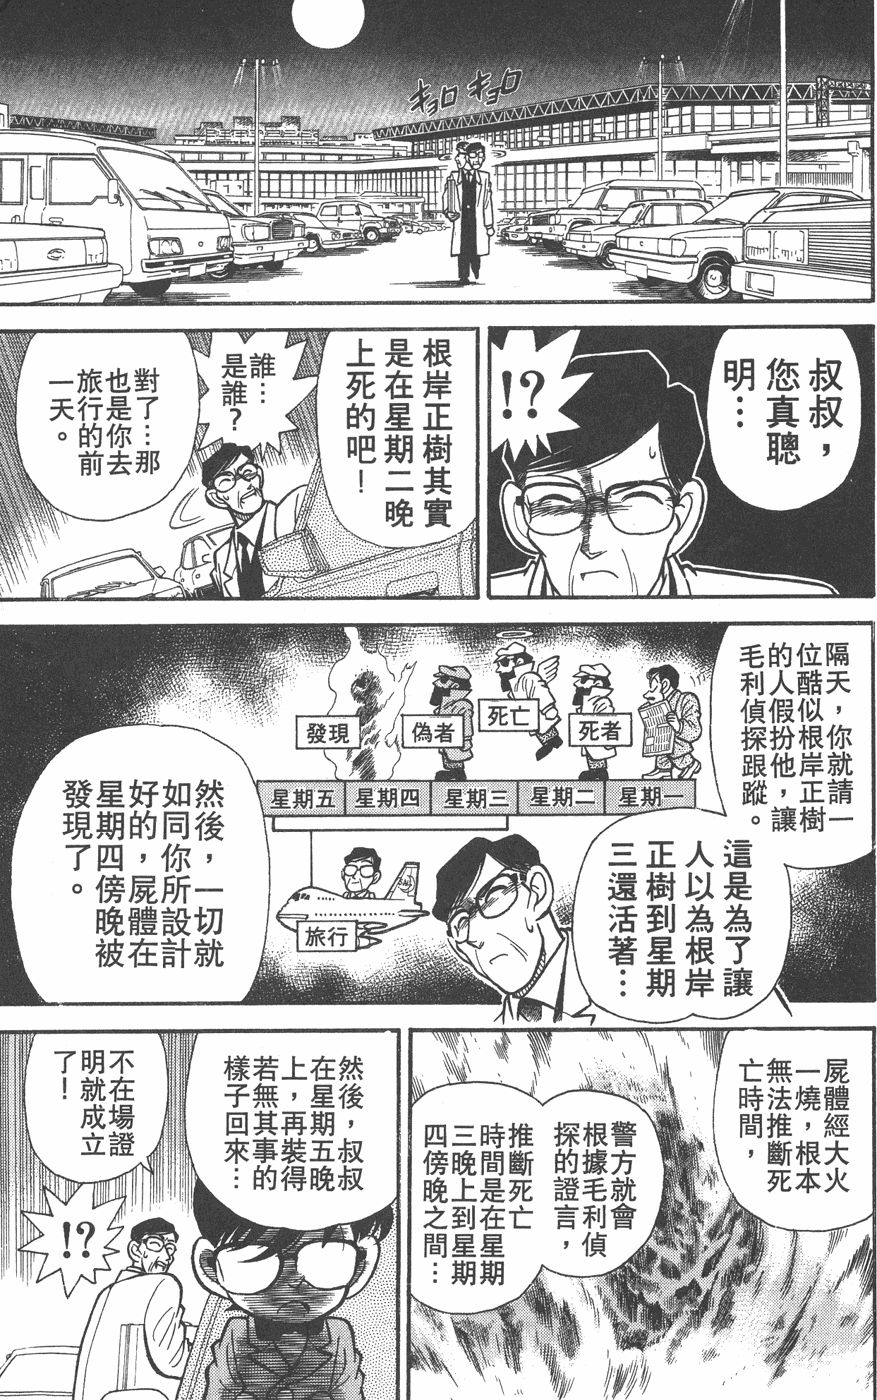 キョロ
キョロ
叔叔，
您真聰
明…
!?
根岸正樹其實
是在星期二晚
上死的吧！
誰…
是誰？
對了…那
也是你去
旅行的前
一天。
隔天，你就請一
位酷似根岸正樹
的人假扮他，讓
毛利偵探跟蹤。
這是為了讓
人以為根岸
正樹到星期
三還活著…
死者
死亡
偽者
發現
星期一
星期二
星期三
星期四
星期五
旅行
然後，一切就
如同你所設計
好的，屍體在
星期四傍晚被
發現了。
屍體經大火
一燒，根本
無法推斷死
亡時間，
警方就會
根據毛利偵
探的證言，
推斷死亡
時間是在星期
三晚上到星期
四傍晚之間…
然後，叔叔
在星期五晚
上，再裝得
若無其事的
樣子回來…
不在場證
明就成立
了！
!?